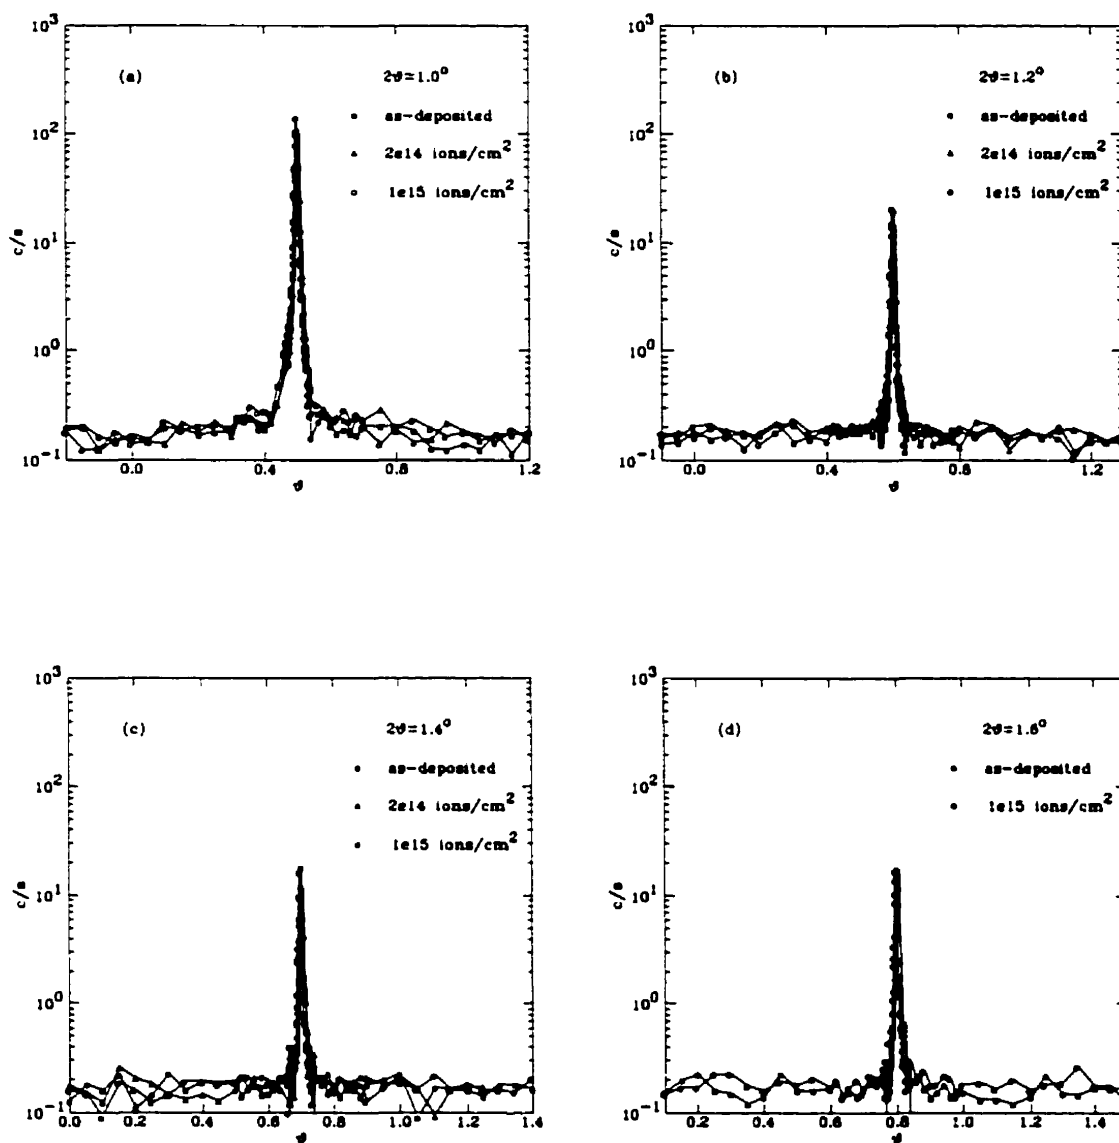 10³
(a)
2ϑ=1.0⁰
as-deposited
10²
2e14 ions/cm²
1e15 ions/cm²
c/s
10¹
10⁰
10⁻¹
0.0 0.4 0.8 1.2
ϑ
10³
(b)
2ϑ=1.2⁰
as-deposited
10²
2e14 ions/cm²
1e15 ions/cm²
c/s
10¹
10⁰
10⁻¹
0.0 0.4 0.8 1.2
ϑ
10³
(c)
2ϑ=1.4⁰
as-deposited
10²
2e14 ions/cm²
1e15 ions/cm²
c/s
10¹
10⁰
10⁻¹
0.0 0.2 0.4 0.6 0.8 1.0 1.2 1.4
ϑ
10³
(d)
2ϑ=1.6⁰
as-deposited
10²
1e15 ions/cm²
c/s
10¹
10⁰
10⁻¹
0.2 0.4 0.6 0.8 1.0 1.2 1.4
ϑ